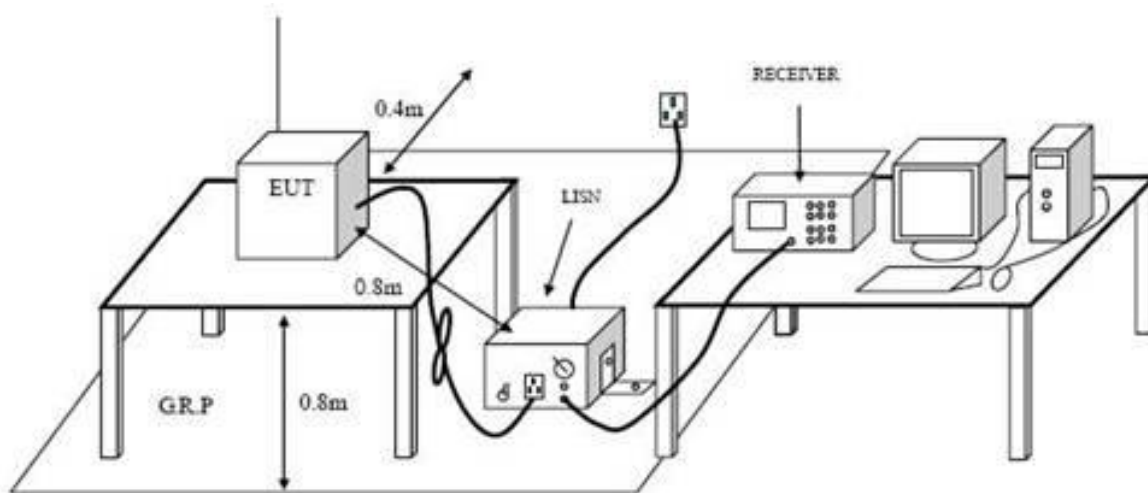 RECEIVER
0.4m
EUT
LISN
0.8m
0.8m
G.R.P